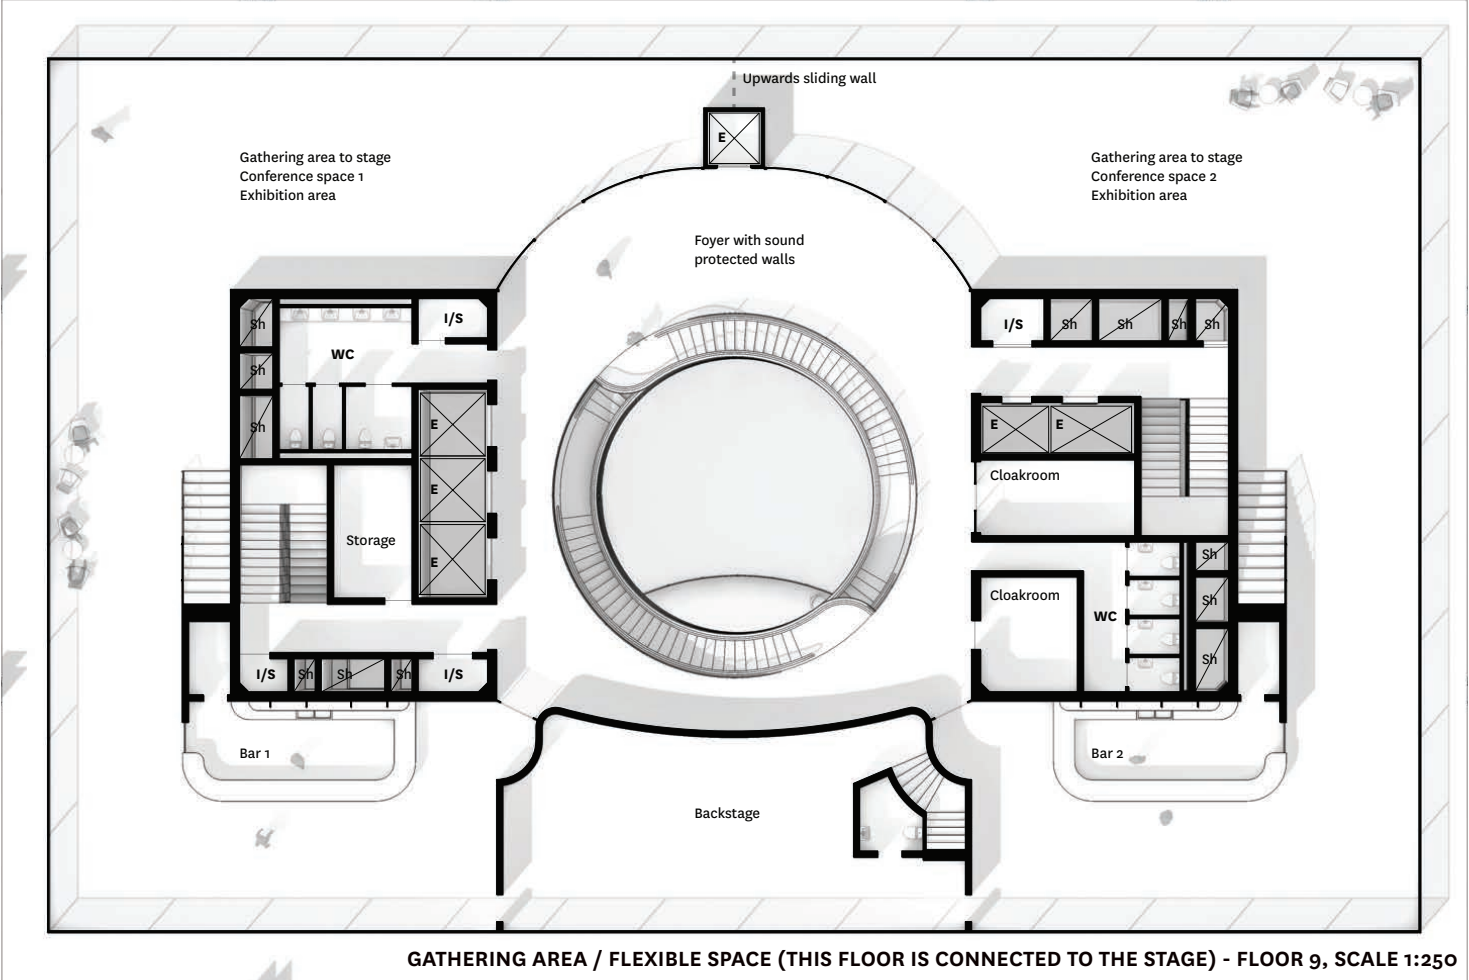 Upwards sliding wall
E
Gathering area to stage
Conference space 1
Exhibition area
Gathering area to stage
Conference space 2
Exhibition area
Foyer with sound
protected walls
Sh
I/S
WC
Sh
Sh
E
E
E
Storage
I/S
Sh
Sh
Sh
I/S
I/S
Sh
Sh
Sh
Sh
E
E
Cloakroom
Cloakroom
WC
Sh
Sh
Sh
Bar 1
Bar 2
Backstage
GATHERING AREA / FLEXIBLE SPACE (THIS FLOOR IS CONNECTED TO THE STAGE) - FLOOR 9, SCALE 1:250